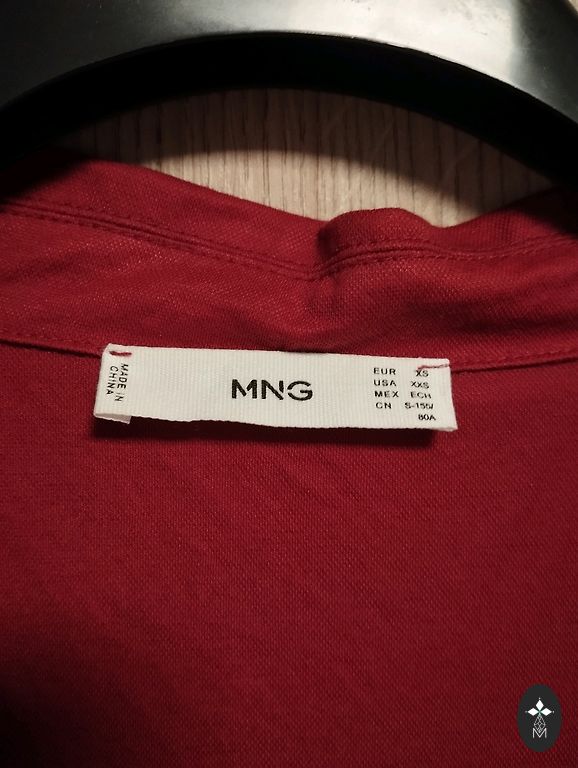 MADE IN
CHINA
MNG
EUR XS
USA XXS
MEX ECH
CN S-155/
80A
M